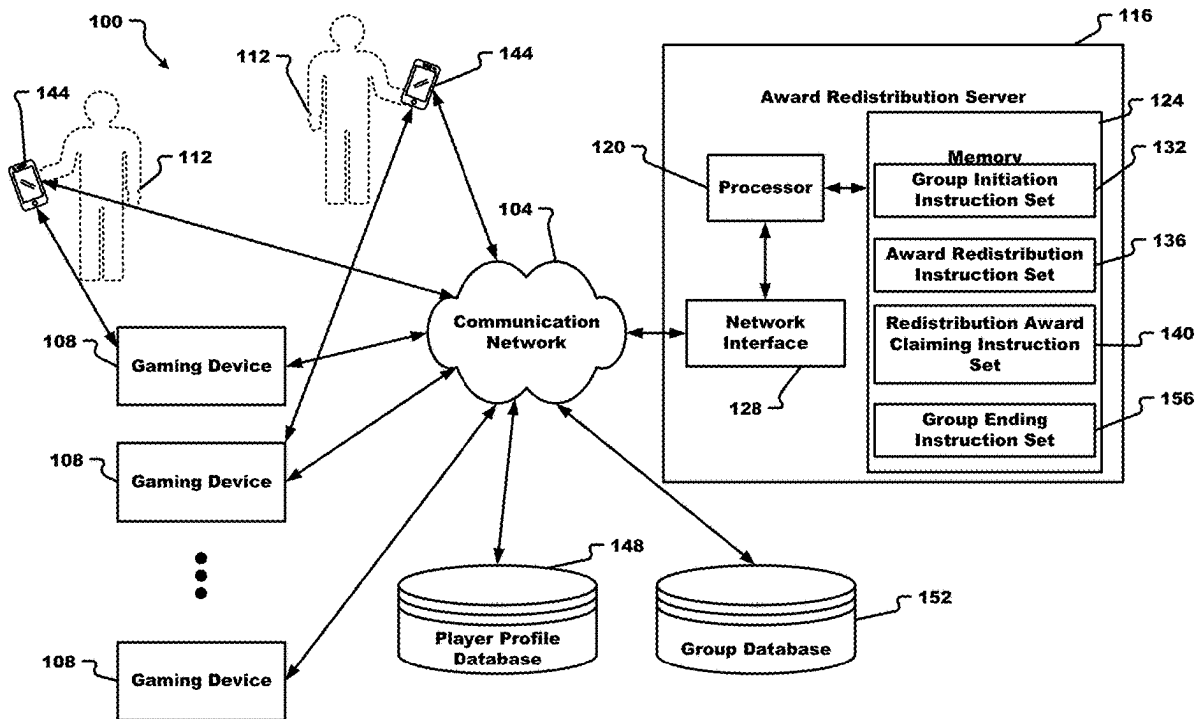 100
144
112
144
112
116
Award Redistribution Server
124
120
Processor
Memory
132
Group Initiation
Instruction Set
104
136
Award Redistribution
Instruction Set
Communication
Network
Network
Interface
128
Redistribution Award
Claiming Instruction
Set
140
156
Group Ending
Instruction Set
108
Gaming Device
108
Gaming Device
108
Gaming Device
148
Player Profile
Database
152
Group Database